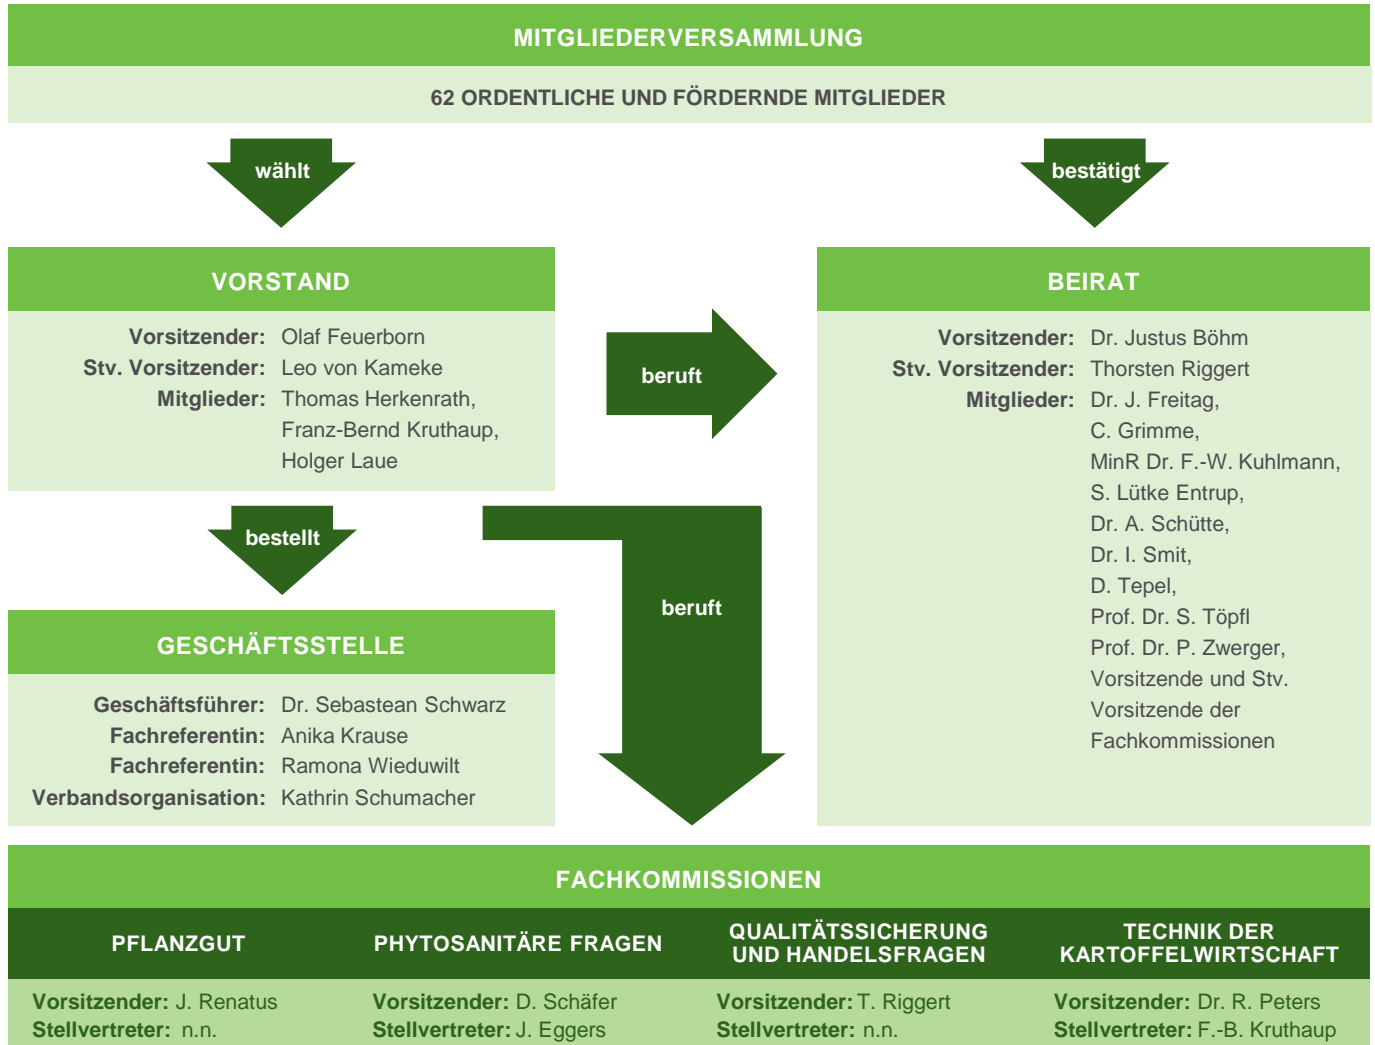 MITGLIEDERVERSAMMLUNG
62 ORDENTLICHE UND FÖRDERNDE MITGLIEDER
wählt
bestätigt
VORSTAND
Vorsitzender: Olaf Feuerborn
Stv. Vorsitzender: Leo von Kameke
Mitglieder: Thomas Herkenrath,
Franz-Bernd Kruthaup,
Holger Laue
beruft
BEIRAT
Vorsitzender: Dr. Justus Böhm
Stv. Vorsitzender: Thorsten Riggert
Mitglieder: Dr. J. Freitag,
C. Grimme,
MinR Dr. F.-W. Kuhlmann,
S. Lütke Entrup,
Dr. A. Schütte,
Dr. I. Smit,
D. Tepel,
Prof. Dr. S. Töpfl
Prof. Dr. P. Zwerger,
Vorsitzende und Stv.
Vorsitzende der
Fachkommissionen
bestellt
beruft
GESCHÄFTSSTELLE
Geschäftsführer: Dr. Sebastean Schwarz
Fachreferentin: Anika Krause
Fachreferentin: Ramona Wieduwilt
Verbandsorganisation: Kathrin Schumacher
FACHKOMMISSIONEN
PFLANZGUT
Vorsitzender: J. Renatus
Stellvertreter: n.n.
PHYTOSANITÄRE FRAGEN
Vorsitzender: D. Schäfer
Stellvertreter: J. Eggers
QUALITÄTSSICHERUNG
UND HANDELSFRAGEN
Vorsitzender: T. Riggert
Stellvertreter: n.n.
TECHNIK DER
KARTOFFELWIRTSCHAFT
Vorsitzender: Dr. R. Peters
Stellvertreter: F.-B. Kruthaup